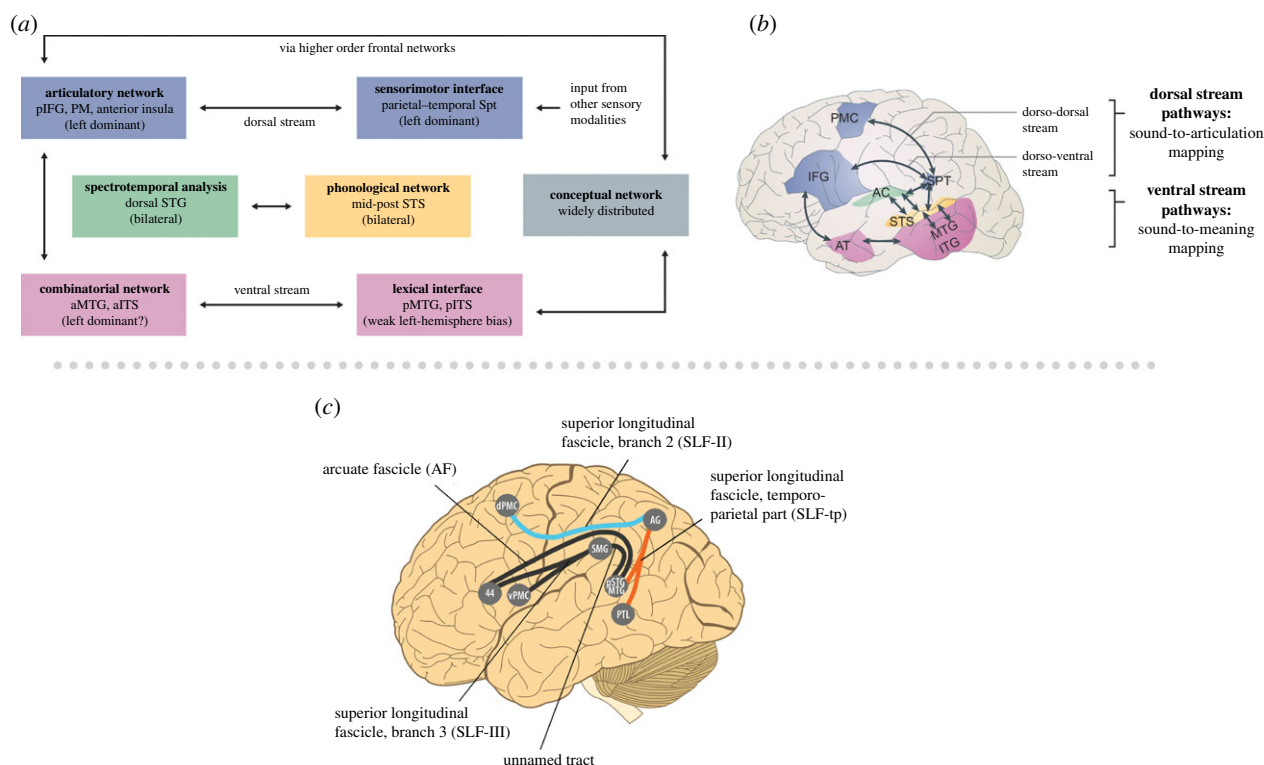 (a)
via higher order frontal networks
articulatory network
pIFG, PM, anterior insula
(left dominant)
dorsal stream
sensorimotor interface
parietal–temporal Spt
(left dominant)
input from
other sensory
modalities
spectrotemporal analysis
dorsal STG
(bilateral)
phonological network
mid-post STS
(bilateral)
conceptual network
widely distributed
combinatorial network
aMTG, aITS
(left dominant?)
ventral stream
lexical interface
pMTG, pITS
(weak left-hemisphere bias)
(b)
PMC
IFG
AC
SPT
STS
AT
MTG
ITG
dorso-dorsal
stream
dorso-ventral
stream
dorsal stream
pathways:
sound-to-articulation
mapping
ventral stream
pathways:
sound-to-meaning
mapping
(c)
superior longitudinal
fascicle, branch 2 (SLF-II)
arcuate fascicle (AF)
superior longitudinal
fascicle, temporo-
parietal part (SLF-tp)
dPMC
AG
SMG
44
vPMC
pSTG
MTG
PTL
superior longitudinal
fascicle, branch 3 (SLF-III)
unnamed tract